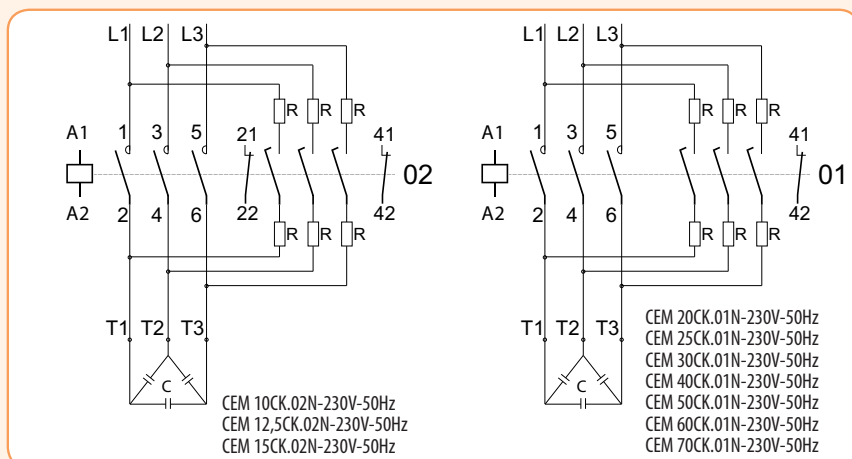 L1 L2 L3
R R R
A1 1 3 5 21 41
02
A2 2 4 6 22 42
R R R
T1 T2 T3
C
CEM 10CK.02N-230V-50Hz
CEM 12,5CK.02N-230V-50Hz
CEM 15CK.02N-230V-50Hz
L1 L2 L3
R R R
A1 1 3 5 41
01
A2 2 4 6 42
R R R
T1 T2 T3
C
CEM 20CK.01N-230V-50Hz
CEM 25CK.01N-230V-50Hz
CEM 30CK.01N-230V-50Hz
CEM 40CK.01N-230V-50Hz
CEM 50CK.01N-230V-50Hz
CEM 60CK.01N-230V-50Hz
CEM 70CK.01N-230V-50Hz